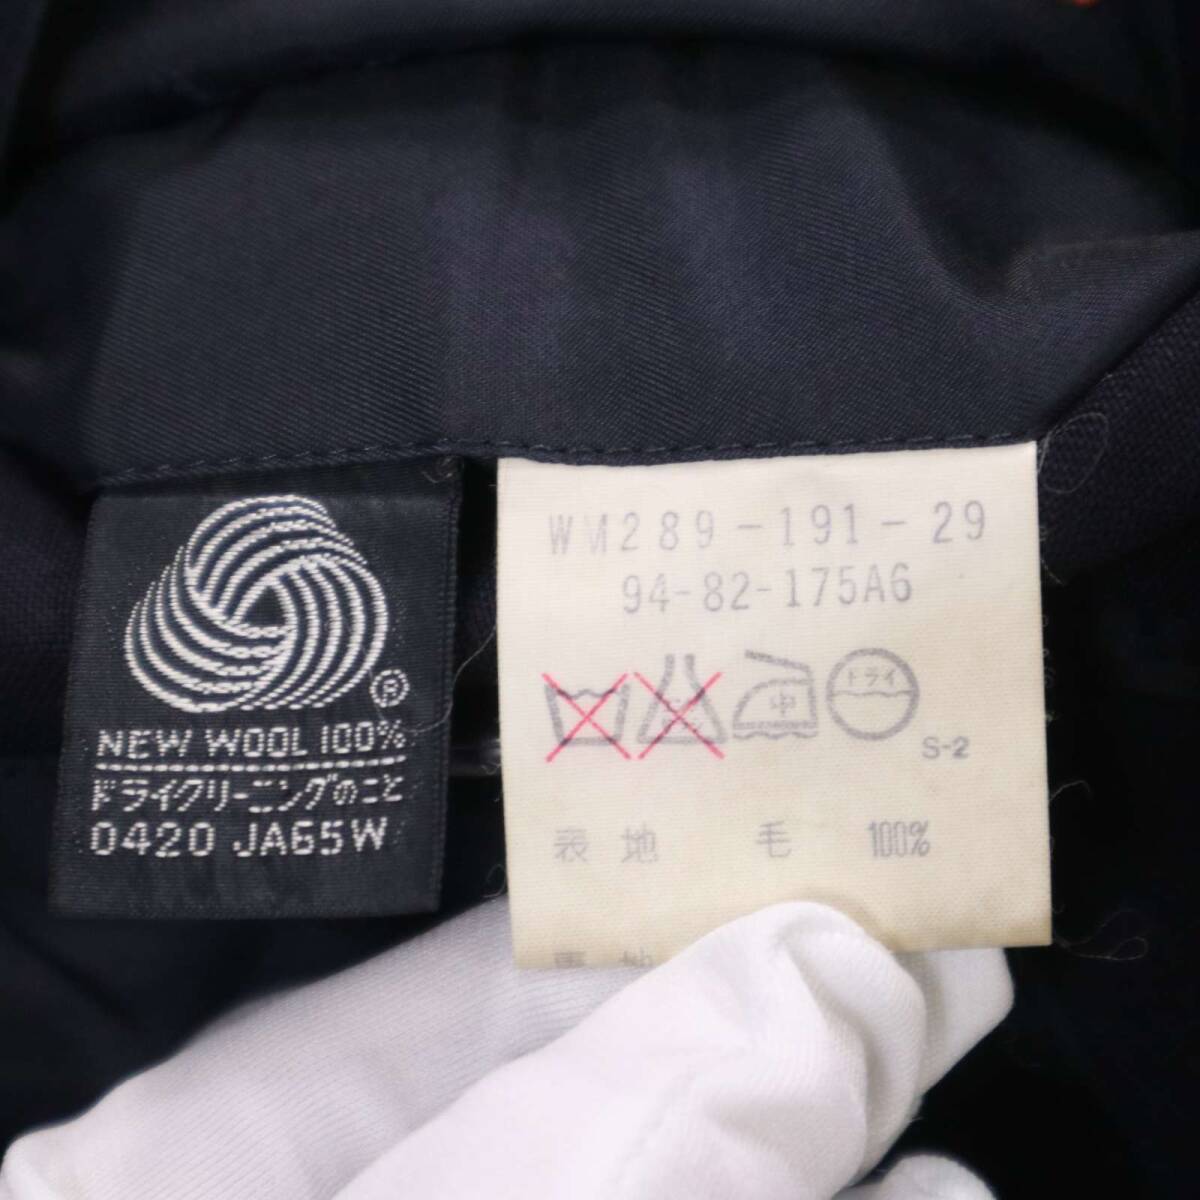 ®
NEW WOOL 100%
ドライクリーニングのこと
0420 JA65W
WM289-191-29
94-82-175A6
中
ドライ
S-2
表地 毛 100%